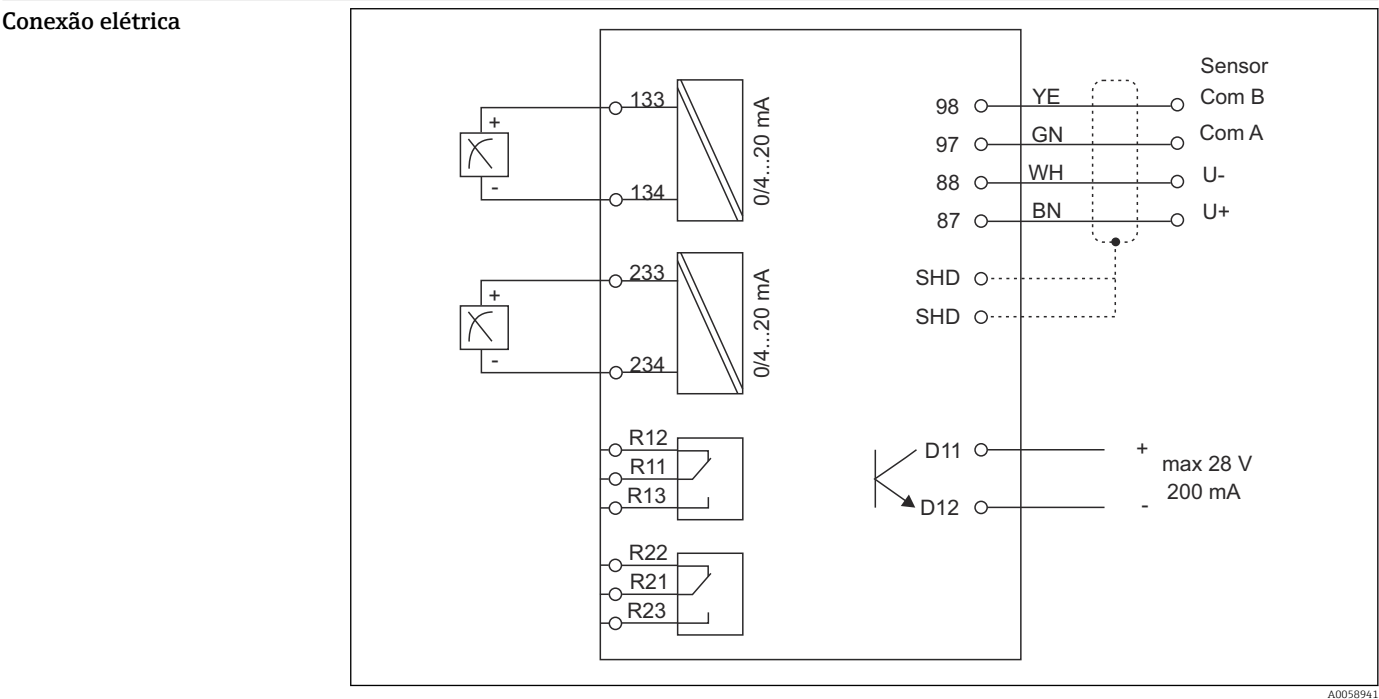 Conexão elétrica
133
+
-
134
0/4...20 mA
233
+
-
234
0/4...20 mA
R12
R11
R13
R22
R21
R23
Sensor
98 YE Com B
97 GN Com A
88 WH U-
87 BN U+
SHD
SHD
D11 +
max 28 V
200 mA
D12 -
A0058941